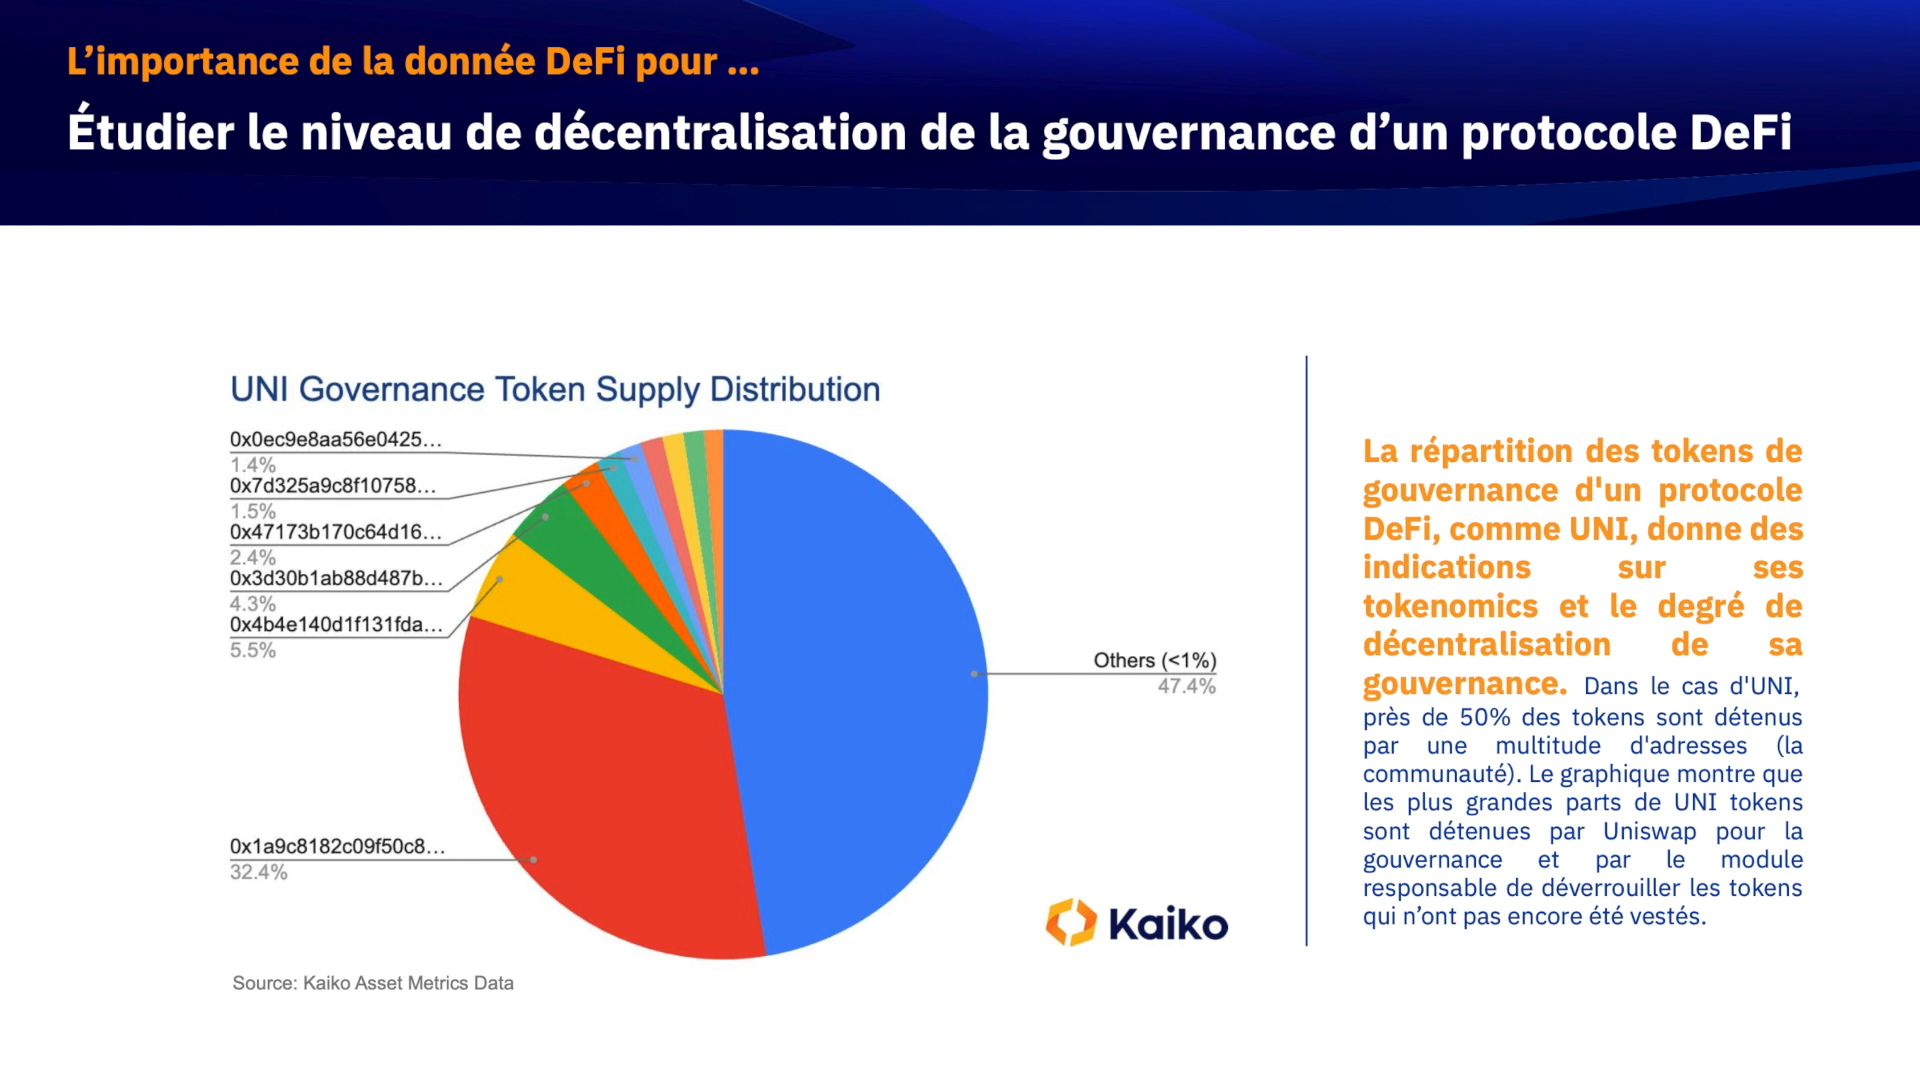 L’importance de la donnée DeFi pour ...
Étudier le niveau de décentralisation de la gouvernance d’un protocole DeFi
UNI Governance Token Supply Distribution
0x0ec9e8aa56e0425...
1.4%
0x7d325a9c8f10758...
1.5%
0x47173b170c64d16...
2.4%
0x3d30b1ab88d487b...
4.3%
0x4b4e140d1f131fda...
5.5%
0x1a9c8182c09f50c8...
32.4%
Others (<1%)
47.4%
Kaiko
Source: Kaiko Asset Metrics Data
La répartition des tokens de
gouvernance d'un protocole
DeFi, comme UNI, donne des
indications sur ses
tokenomics et le degré de
décentralisation de sa
gouvernance. Dans le cas d'UNI,
près de 50% des tokens sont détenus
par une multitude d'adresses (la
communauté). Le graphique montre que
les plus grandes parts de UNI tokens
sont détenues par Uniswap pour la
gouvernance et par le module
responsable de déverrouiller les tokens
qui n’ont pas encore été vestés.